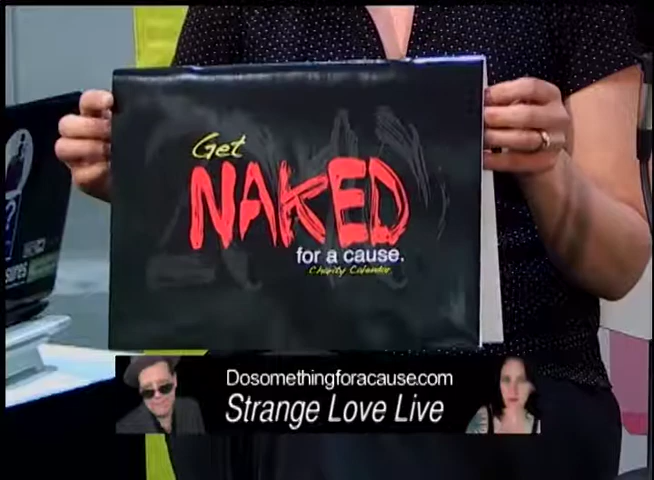 Get
NAKED
for a cause.
Charity Calendar
Dosomethingforacause.com
Strange Love Live